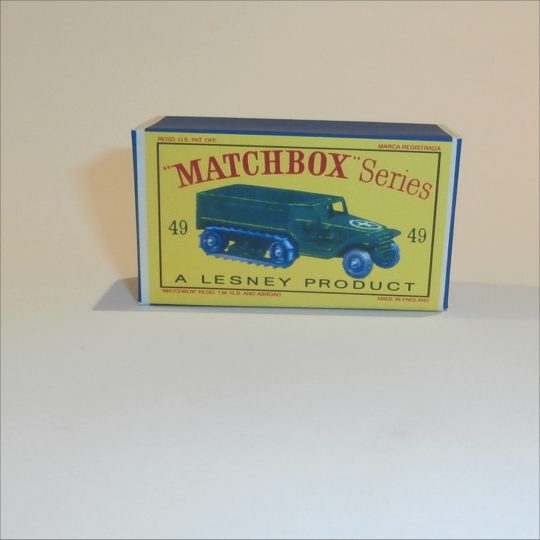 REGD. U.S. PAT. OFF. MARCA REGISTRADA
"MATCHBOX" Series
49 49
A LESNEY PRODUCT
"MATCHBOX" REGD. T.M. G.B. AND ABROAD MADE IN ENGLAND